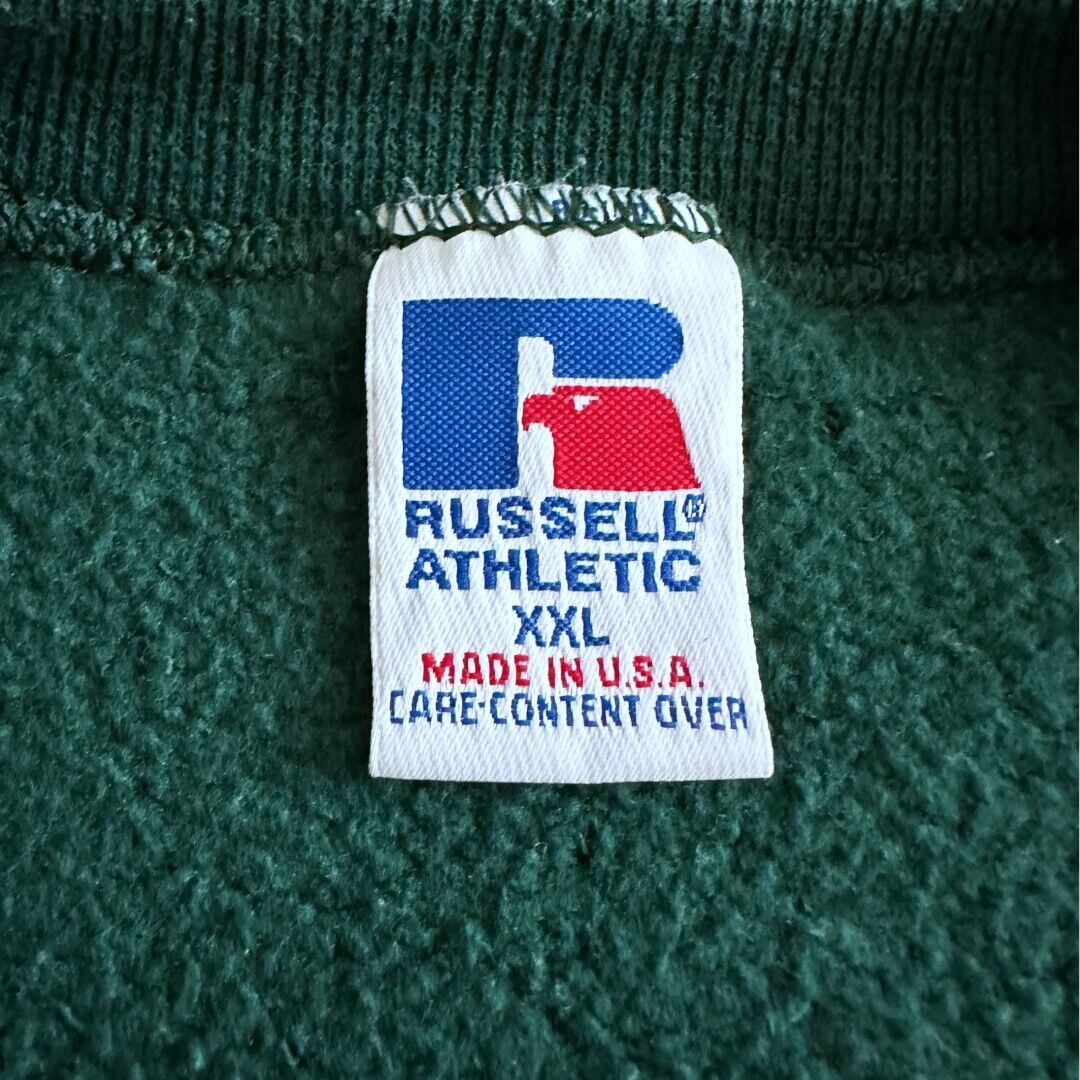 RUSSELL®
ATHLETIC
XXL
MADE IN U.S.A.
CARE-CONTENT OVER